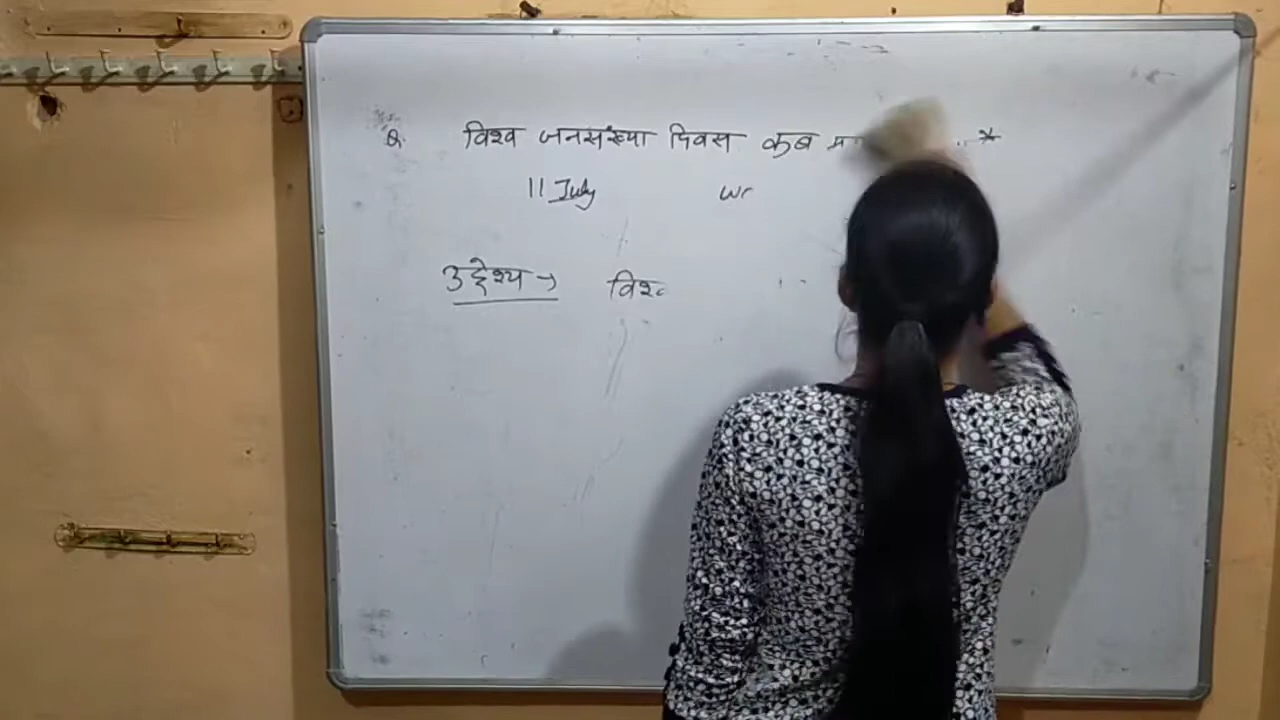 Q. विश्व जनसंख्या दिवस कब
11 July
उद्देश्य →